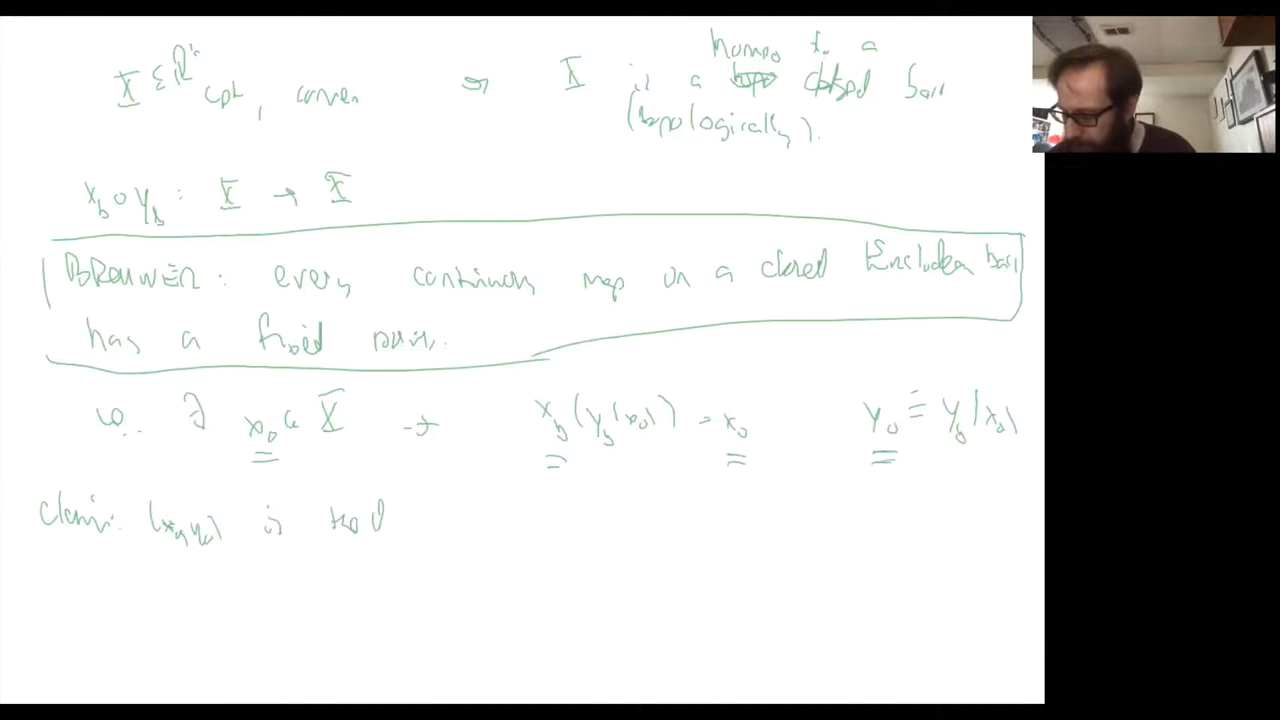 X ⊆ ℝⁿ cpt, convex ⇒ X is a homeo to a closed ball
(topologically).
x_b ∘ y_b : X → X
BROUWER: every continuous map on a closed Euclidean ball
has a fixed point.
∃ x₀ ∈ X x_b(y_b(x₀)) = x₀ y₀ ≡ y_b(x₀)
Claim: (x₀, y₀) is the